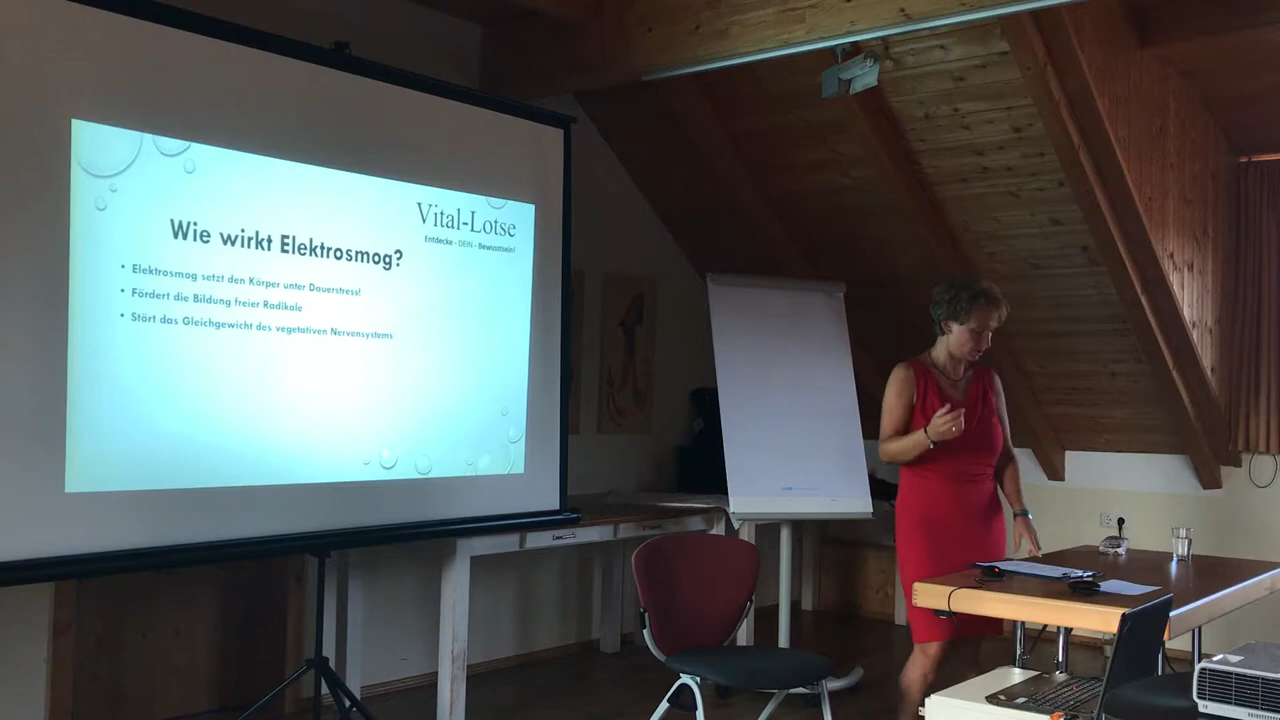 Vital-Lotse
Entdecke - DEIN - Bewusstsein!
Wie wirkt Elektrosmog?
• Elektrosmog setzt den Körper unter Dauerstress!
• Fördert die Bildung freier Radikale
• Stört das Gleichgewicht des vegetativen Nervensystems